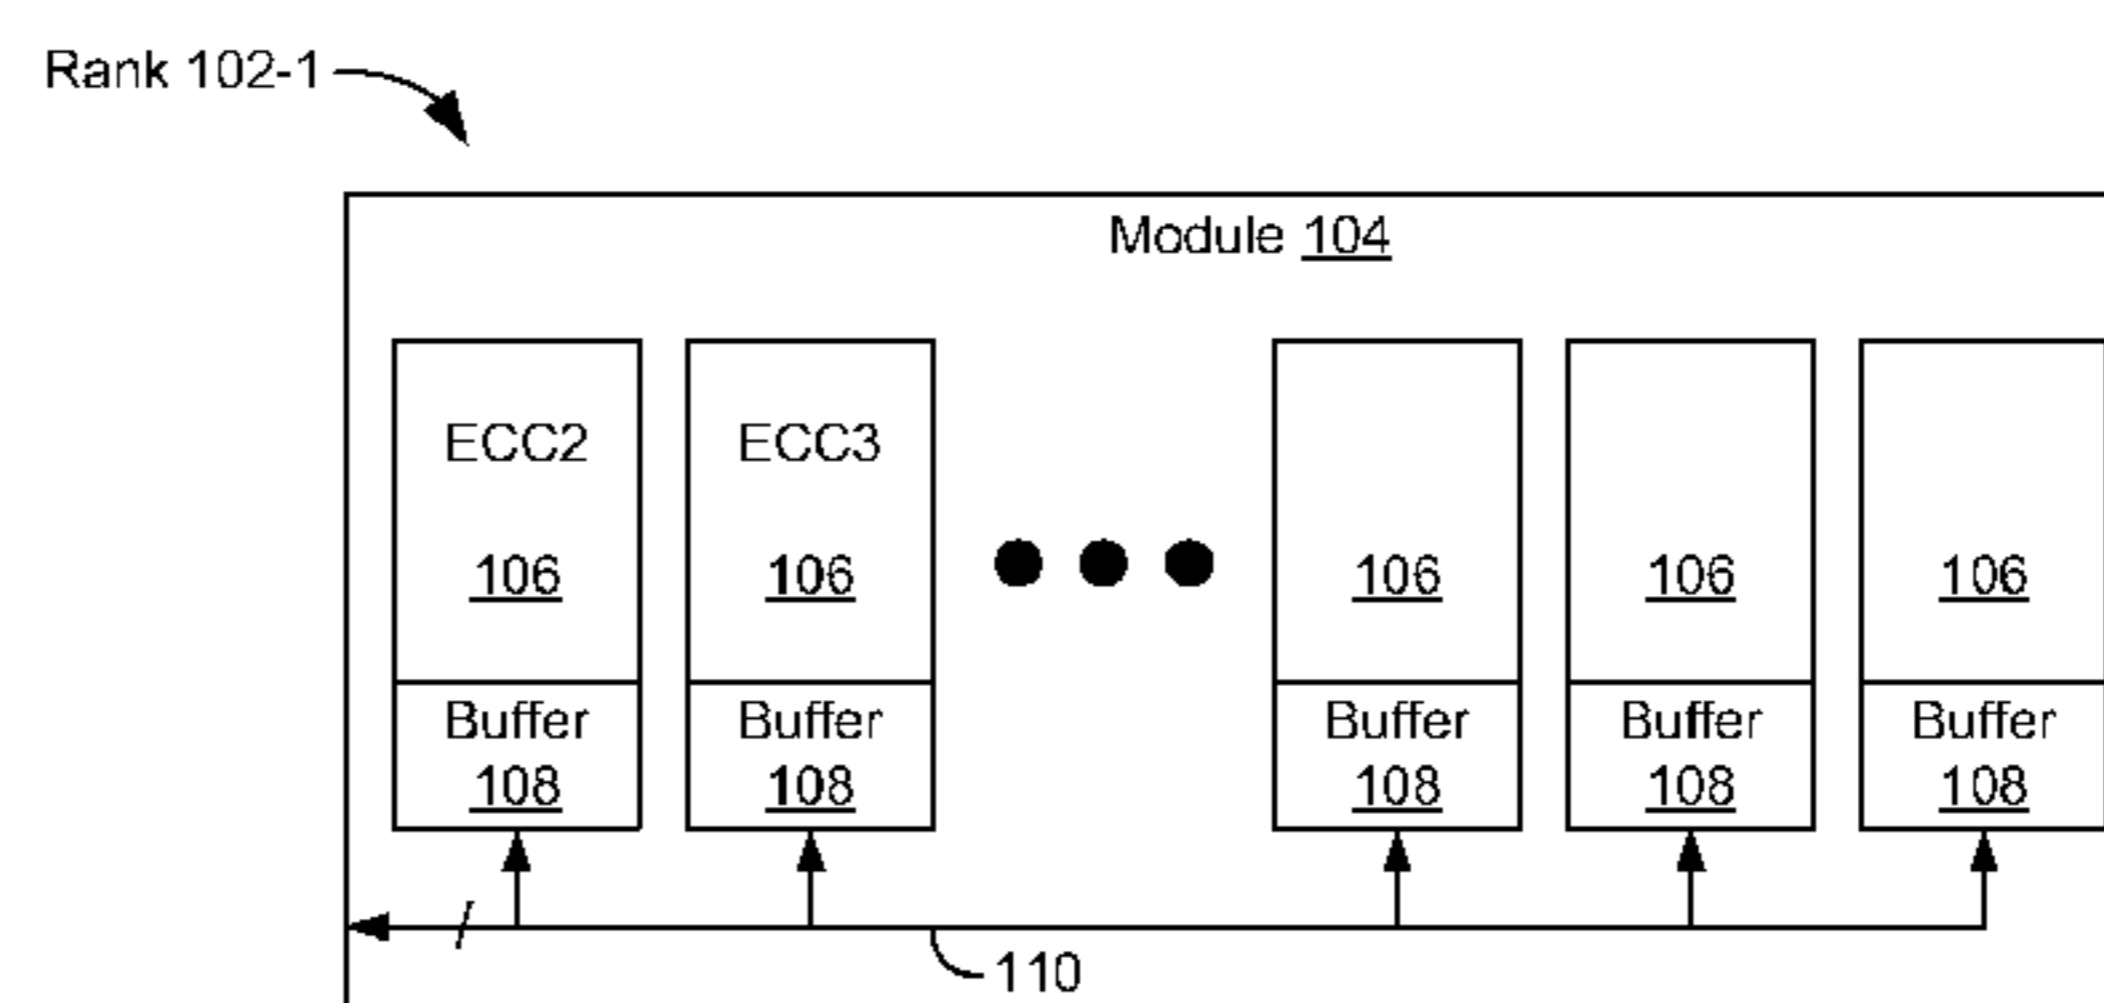 Rank 102-1
Module 104
ECC2 ECC3
106 106 106 106 106
Buffer Buffer Buffer Buffer Buffer
108 108 108 108 108
110